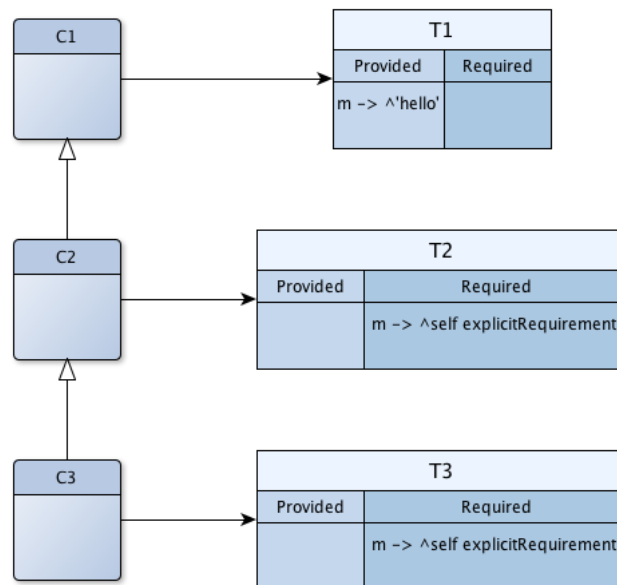 C1
T1
Provided Required
m -> ^'hello'
C2
T2
Provided Required
m -> ^self explicitRequirement
C3
T3
Provided Required
m -> ^self explicitRequirement